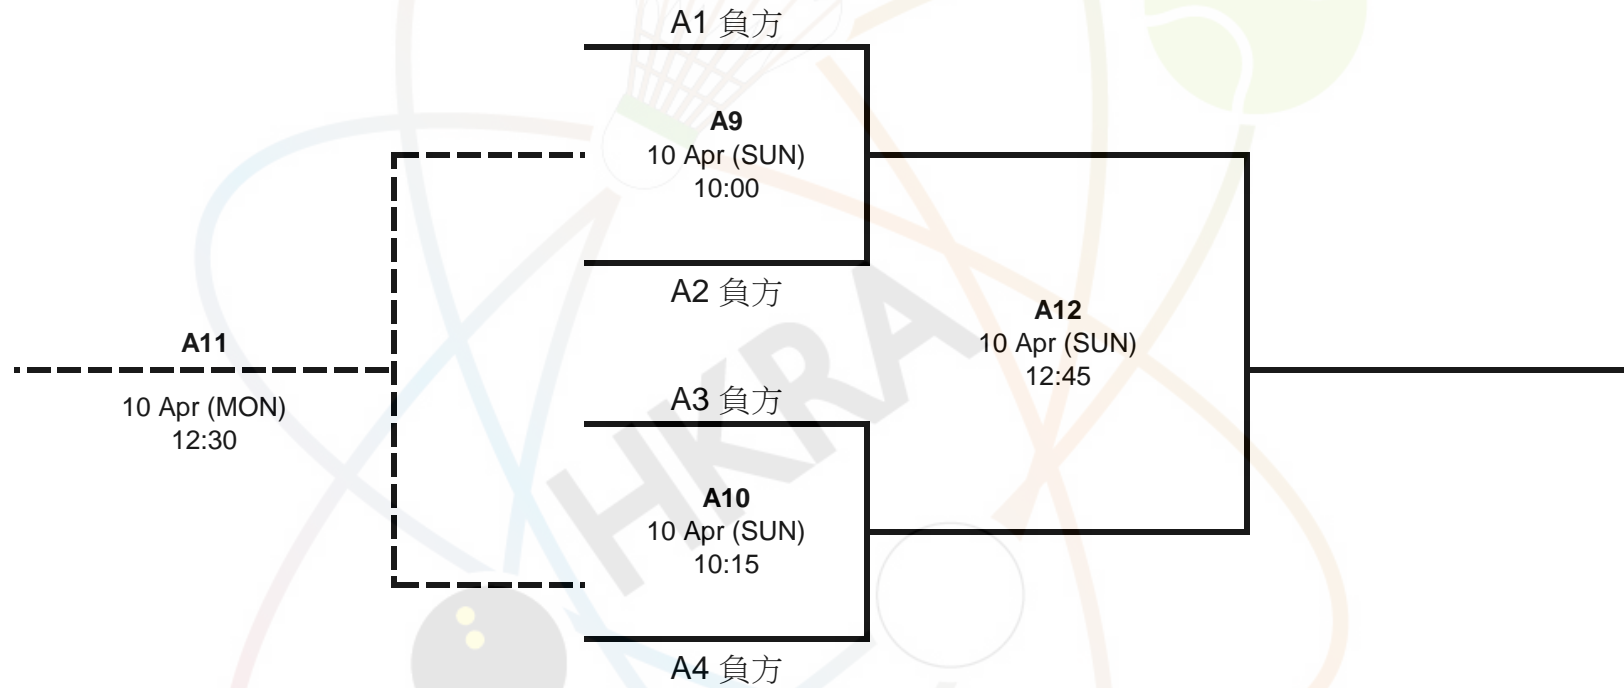 A1 負方
A9
10 Apr (SUN)
10:00
A2 負方
A11
10 Apr (MON)
12:30
A12
10 Apr (SUN)
12:45
A3 負方
A10
10 Apr (SUN)
10:15
A4 負方
HKRA